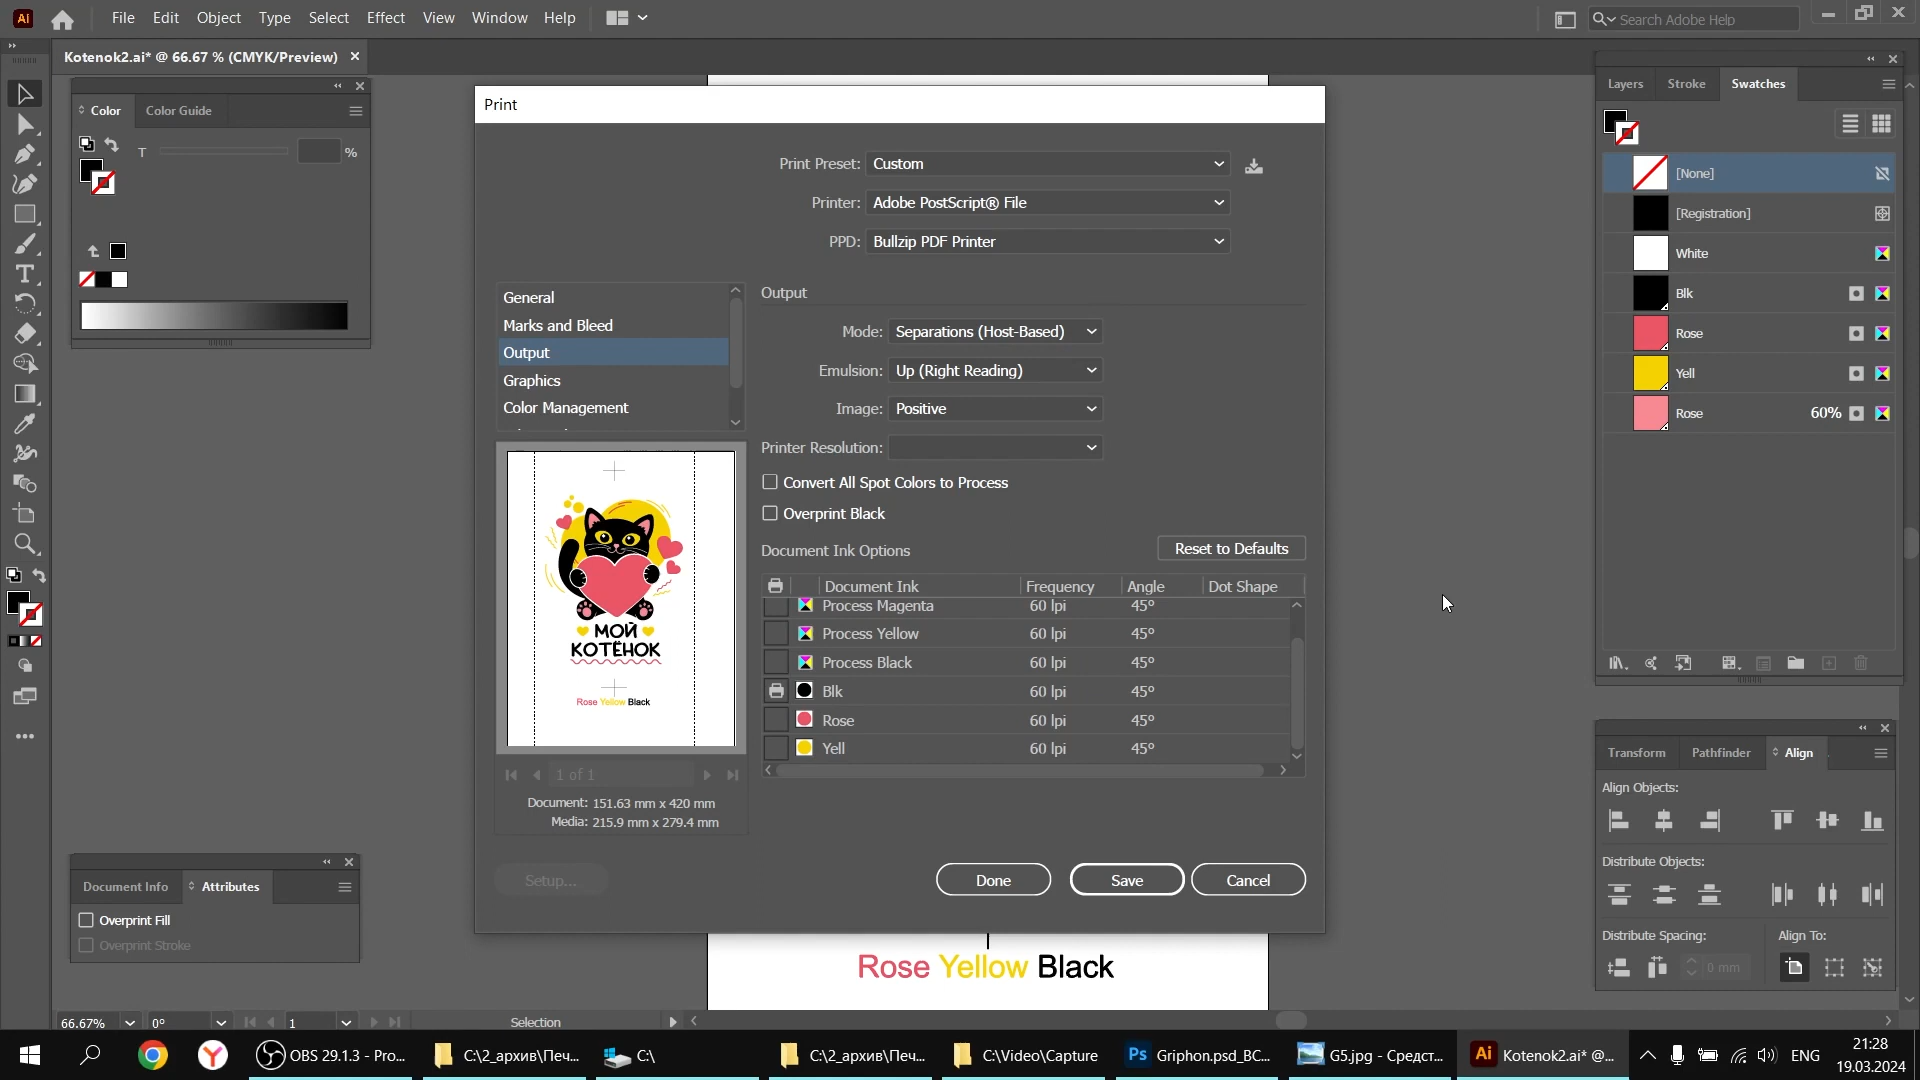 Ai File Edit Object Type Select Effect View Window Help Search Adobe Help
Kotenok2.ai* @ 66.67 % (CMYK/Preview)
Color Color Guide
T %
Print
Print Preset: Custom
Printer: Adobe PostScript® File
PPD: Bullzip PDF Printer
General
Marks and Bleed
Output
Graphics
Color Management
Output
Mode: Separations (Host-Based)
Emulsion: Up (Right Reading)
Image: Positive
Printer Resolution:
Convert All Spot Colors to Process
Overprint Black
Document Ink Options Reset to Defaults
Document Ink Frequency Angle Dot Shape
Process Magenta 60 lpi 45°
Process Yellow 60 lpi 45°
Process Black 60 lpi 45°
Blk 60 lpi 45°
Rose 60 lpi 45°
Yell 60 lpi 45°
МОЙ
КОТЁНОК
Rose Yellow Black
1 of 1
Document: 151.63 mm x 420 mm
Media: 215.9 mm x 279.4 mm
Setup... Done Save Cancel
Layers Stroke Swatches
[None]
[Registration]
White
Blk
Rose
Yell
Rose 60%
Transform Pathfinder Align
Align Objects:
Distribute Objects:
Distribute Spacing: Align To:
0 mm
Document Info Attributes
Overprint Fill
Overprint Stroke
Rose Yellow Black
66.67% 0° 1 Selection
OBS 29.1.3 - Pro... C:\2_архив\Печ... C:\ C:\2_архив\Печ... C:\Video\Capture Ps Griphon.psd_BC... G5.jpg - Средст... Ai Kotenok2.ai* @... ENG 21:28
19.03.2024